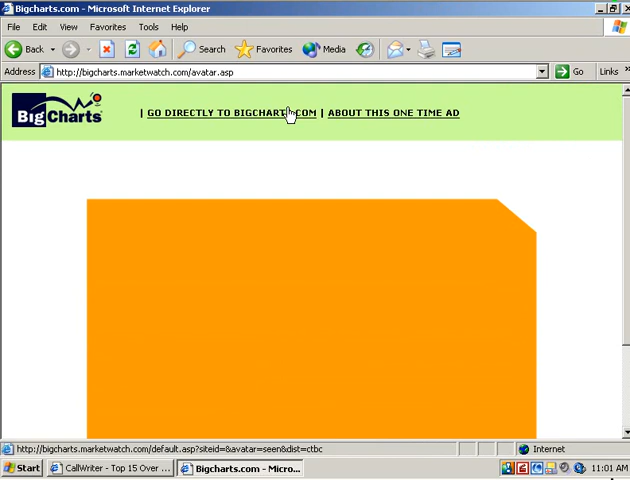 Bigcharts.com - Microsoft Internet Explorer
File Edit View Favorites Tools Help
Back Search Favorites Media
Address http://bigcharts.marketwatch.com/avatar.asp Go Links »
BigCharts | GO DIRECTLY TO BIGCHARTS.COM | ABOUT THIS ONE TIME AD
http://bigcharts.marketwatch.com/default.asp?siteid=&avatar=seen&dist=ctbc Internet
Start CallWriter - Top 15 Over ... Bigcharts.com - Micro... 11:01 AM